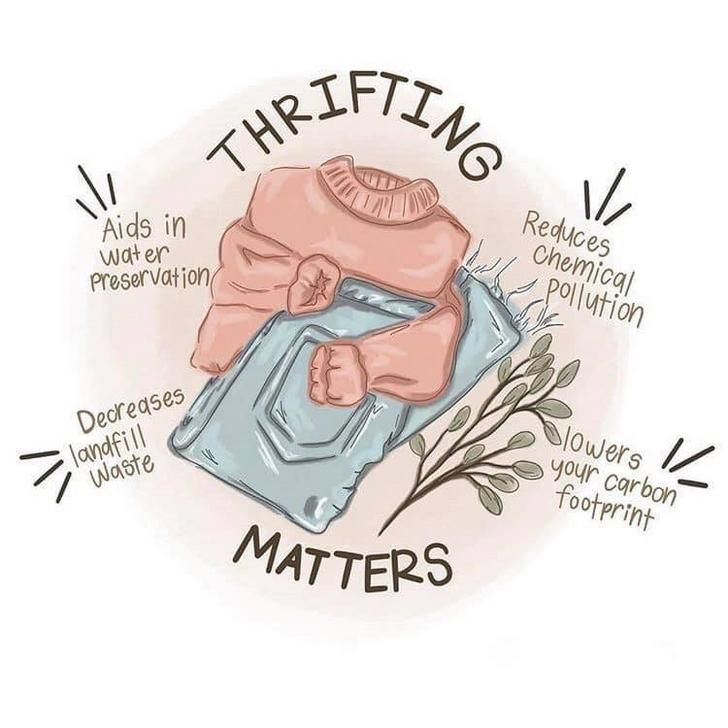 THRIFTING
Aids in
water
preservation
Reduces
Chemical
pollution
Decreases
landfill
waste
lowers
your carbon
footprint
MATTERS